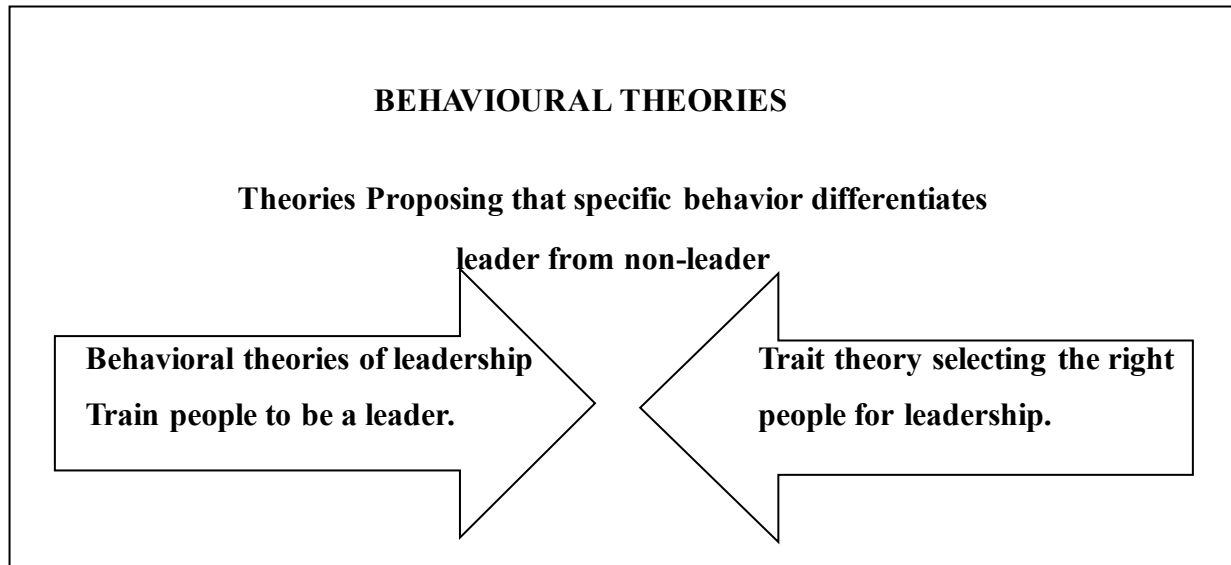 BEHAVIOURAL THEORIES
Theories Proposing that specific behavior differentiates
leader from non-leader
Behavioral theories of leadership
Train people to be a leader.
Trait theory selecting the right
people for leadership.